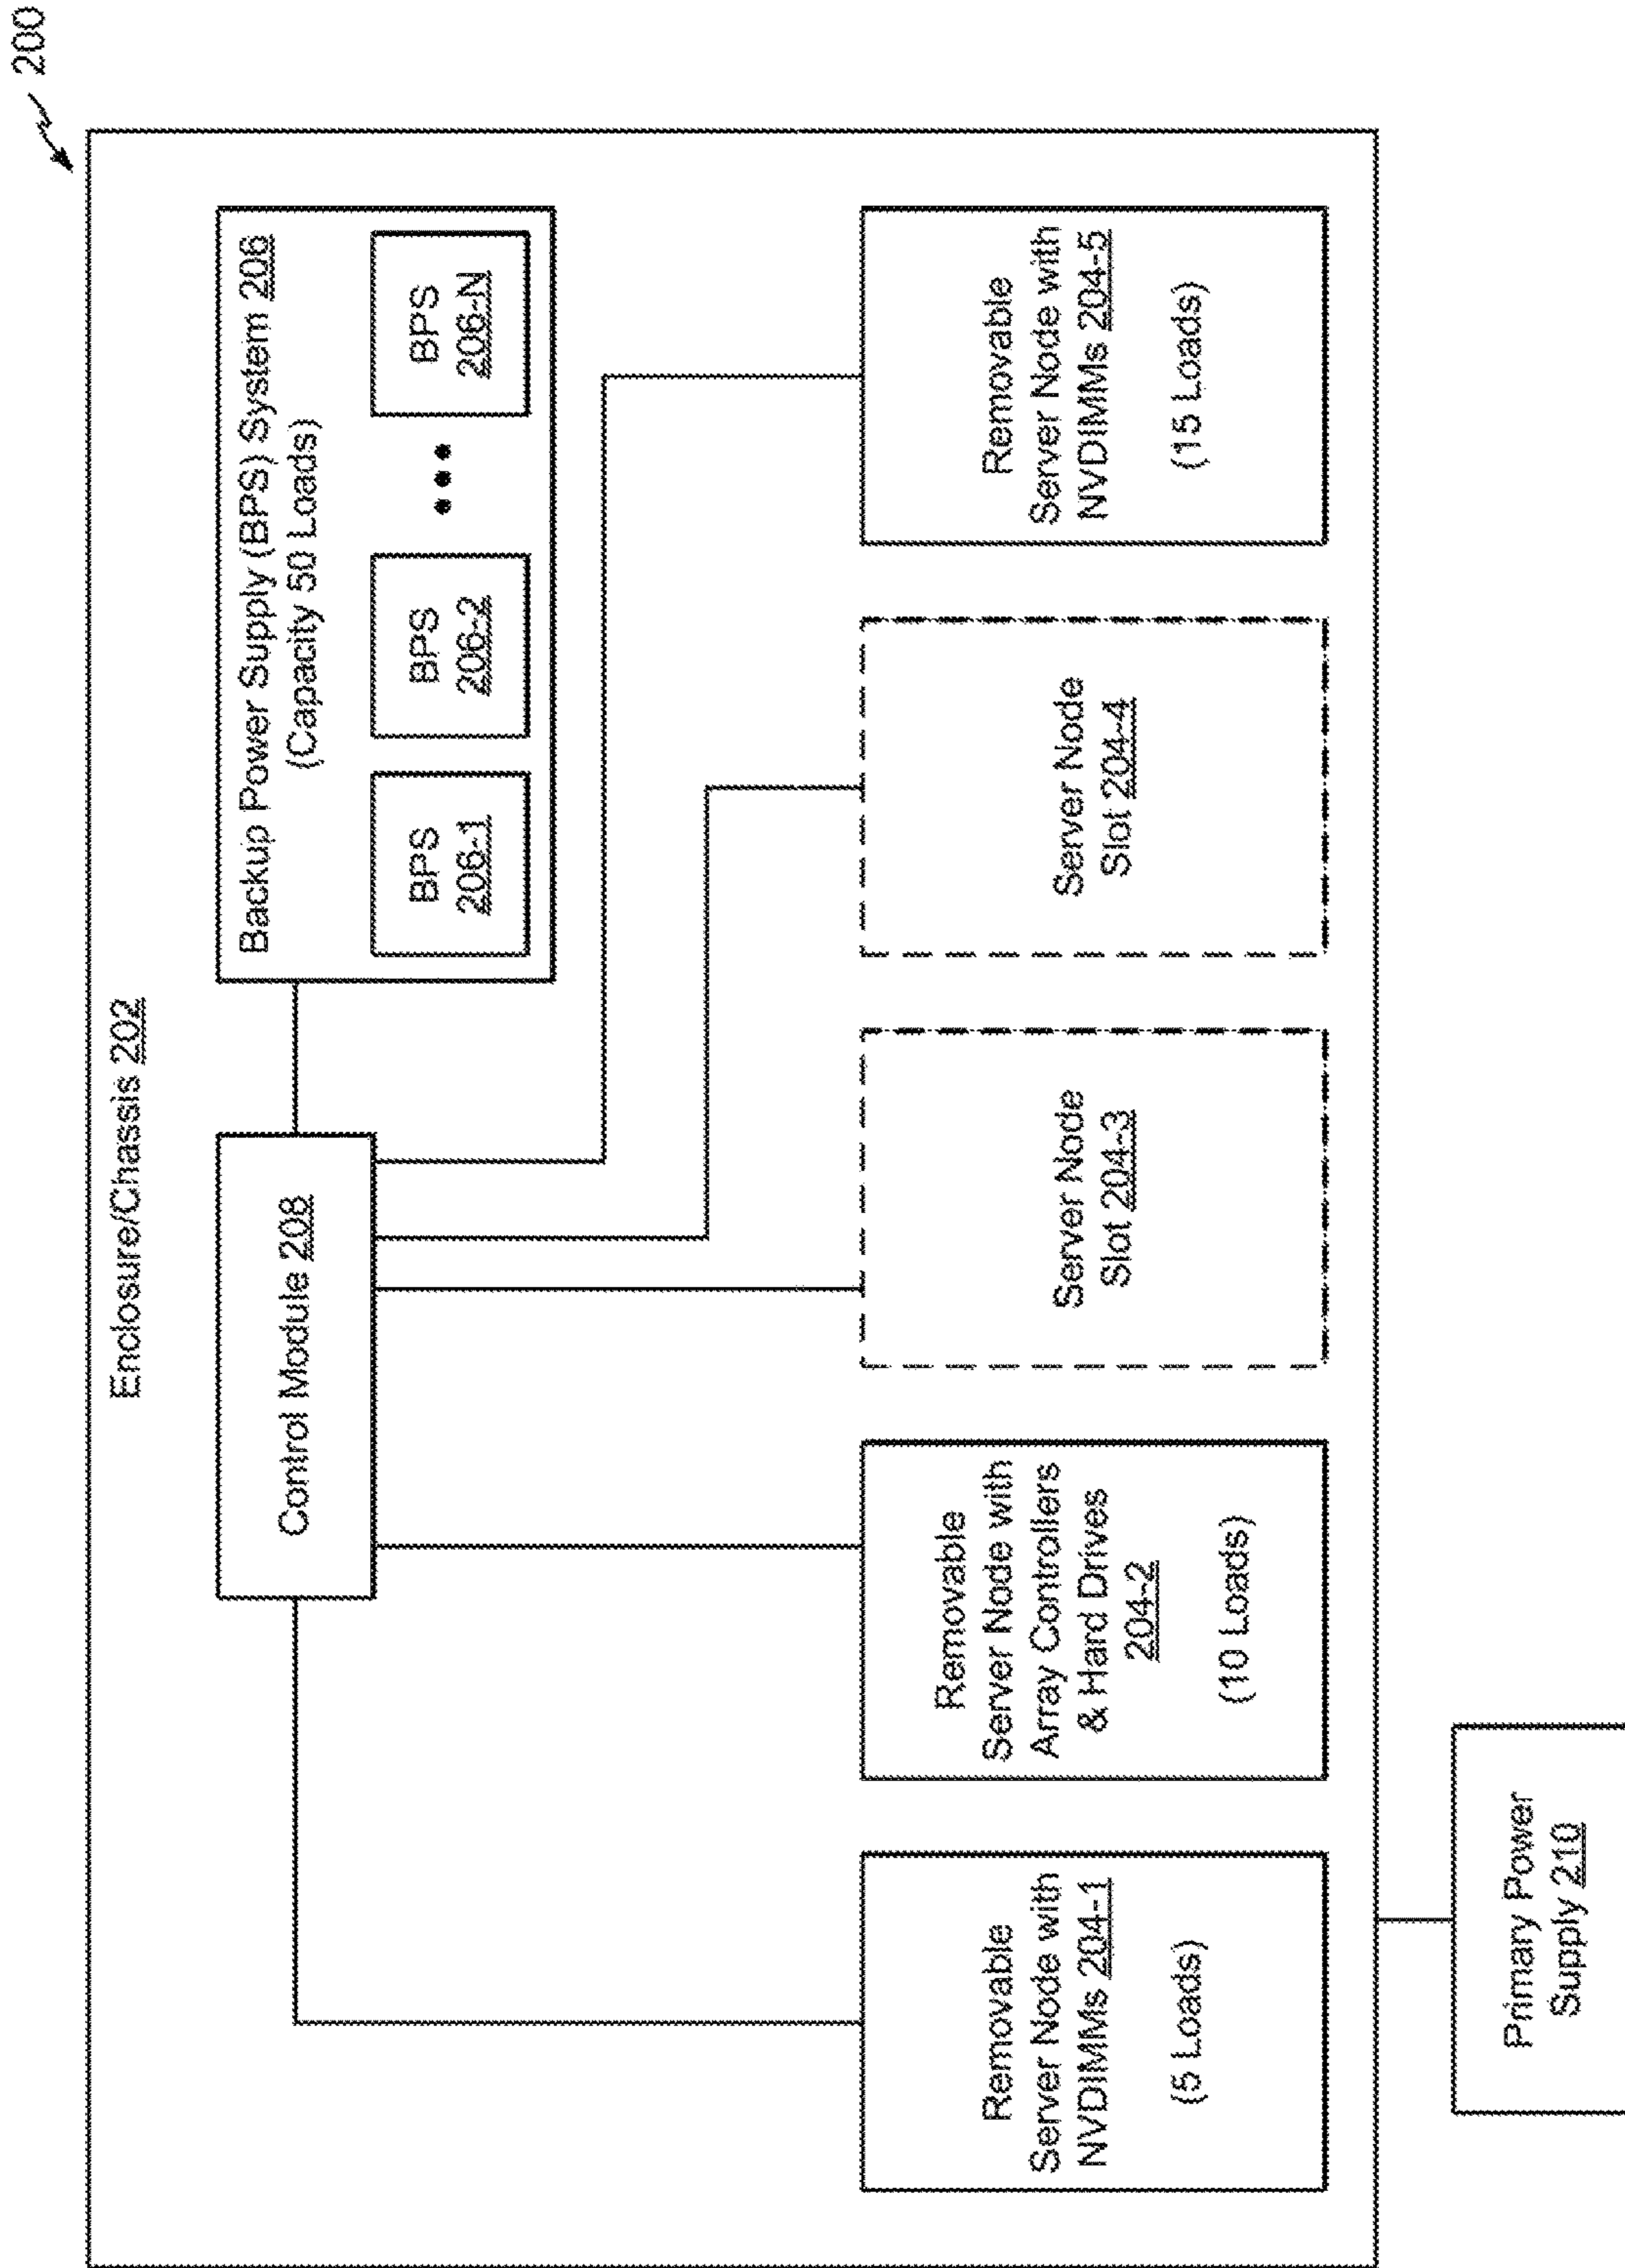 200
Enclosure/Chassis 202
Control Module 208
Backup Power Supply (BPS) System 206
(Capacity 50 Loads)
BPS
206-1
BPS
206-2
BPS
206-N
Removable
Server Node with
NVDIMMs 204-1
(5 Loads)
Removable
Server Node with
Array Controllers
& Hard Drives
204-2
(10 Loads)
Server Node
Slot 204-3
Server Node
Slot 204-4
Removable
Server Node with
NVDIMMs 204-5
(15 Loads)
Primary Power
Supply 210